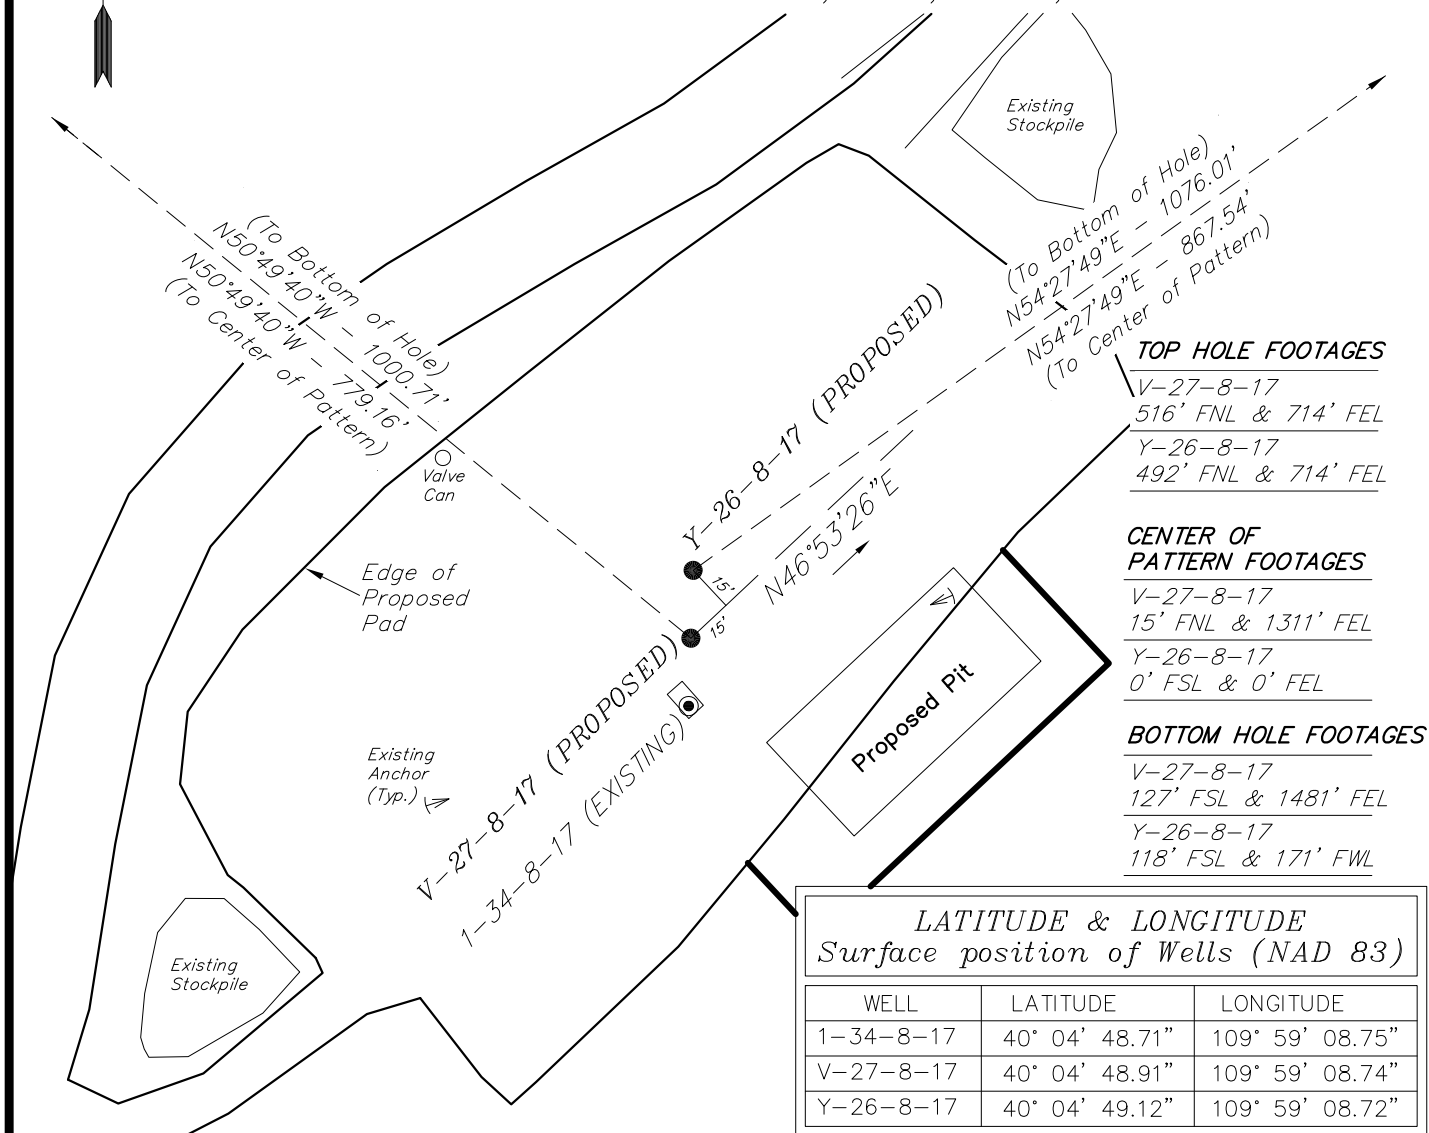 Existing
Stockpile
(To Bottom of Hole)
N54°27'49"E - 1076.01'
N54°27'49"E - 867.54'
(To Center of Pattern)
(To Bottom of Hole)
N50°49'40"W - 1000.71'
N50°49'40"W - 779.16'
(To Center of Pattern)
Valve
Can
Y-26-8-17 (PROPOSED)
N46°53'26"E
15'
15'
Edge of
Proposed
Pad
V-27-8-17 (PROPOSED)
1-34-8-17 (EXISTING)
Existing
Anchor
(Typ.)
Proposed Pit
Existing
Stockpile
TOP HOLE FOOTAGES
V-27-8-17
516' FNL & 714' FEL
Y-26-8-17
492' FNL & 714' FEL
CENTER OF
PATTERN FOOTAGES
V-27-8-17
15' FNL & 1311' FEL
Y-26-8-17
0' FSL & 0' FEL
BOTTOM HOLE FOOTAGES
V-27-8-17
127' FSL & 1481' FEL
Y-26-8-17
118' FSL & 171' FWL
LATITUDE & LONGITUDE
Surface position of Wells (NAD 83)
WELL LATITUDE LONGITUDE
1-34-8-17 40° 04' 48.71" 109° 59' 08.75"
V-27-8-17 40° 04' 48.91" 109° 59' 08.74"
Y-26-8-17 40° 04' 49.12" 109° 59' 08.72"